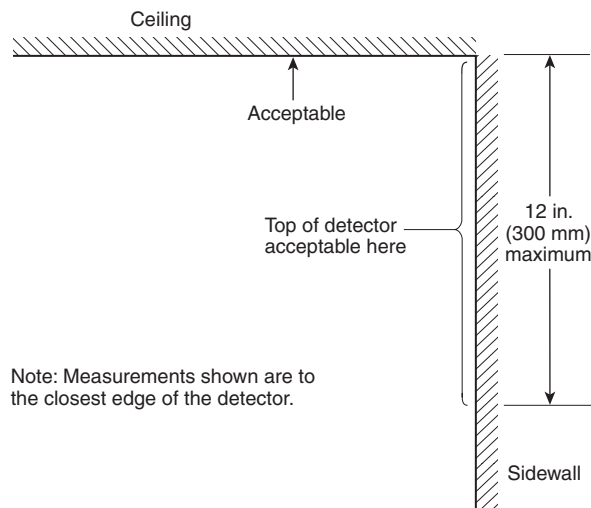 Ceiling
Acceptable
Top of detector
acceptable here
12 in.
(300 mm)
maximum
Note: Measurements shown are to
the closest edge of the detector.
Sidewall